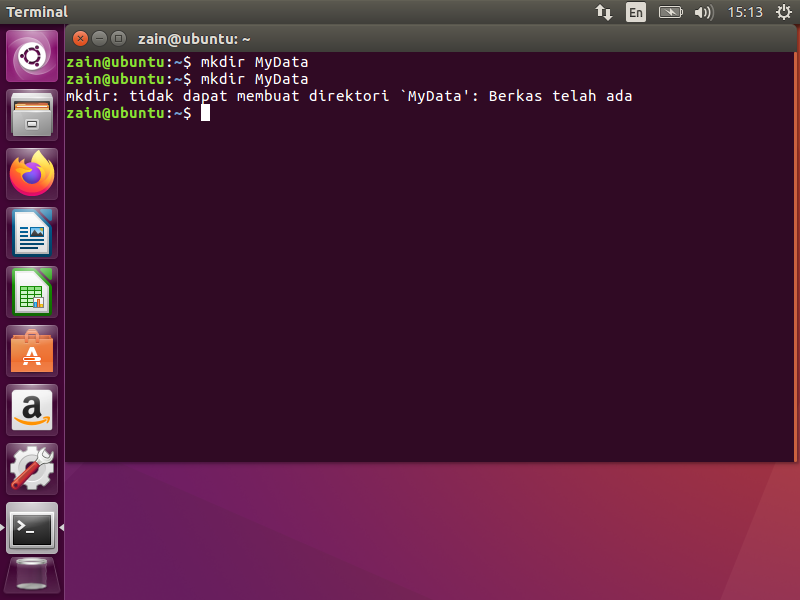 Terminal
En
15:13
zain@ubuntu: ~
zain@ubuntu:~$ mkdir MyData
zain@ubuntu:~$ mkdir MyData
mkdir: tidak dapat membuat direktori `MyData': Berkas telah ada
zain@ubuntu:~$